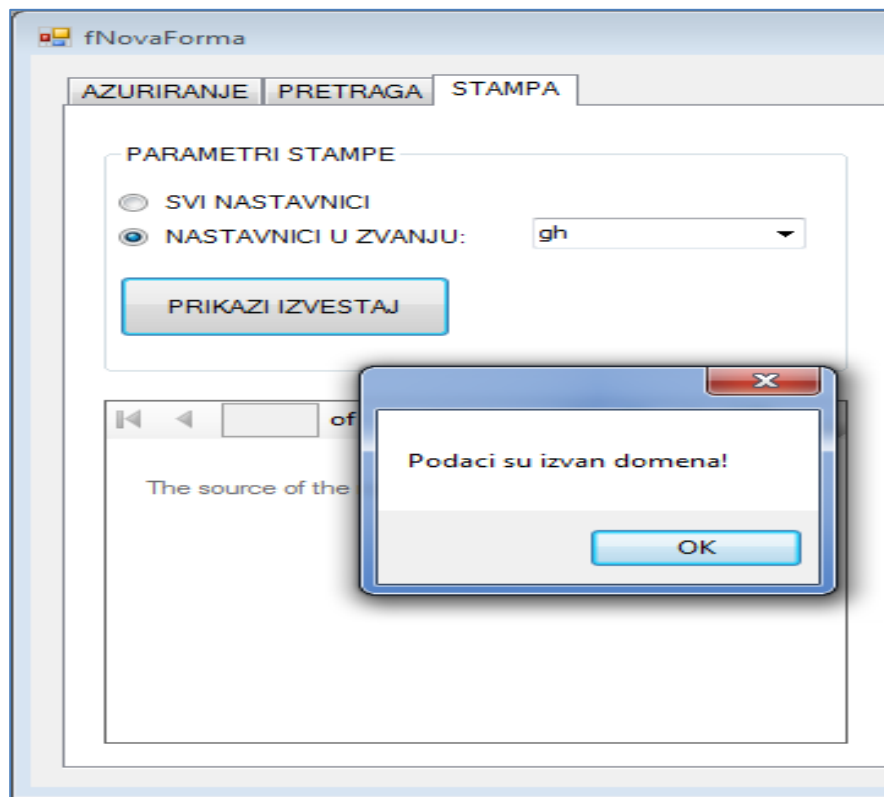 fNovaForma
AZURIRANJE PRETRAGA STAMPA
PARAMETRI STAMPE
SVI NASTAVNICI
NASTAVNICI U ZVANJU: gh
PRIKAZI IZVESTAJ
of
The source of the
Podaci su izvan domena!
OK